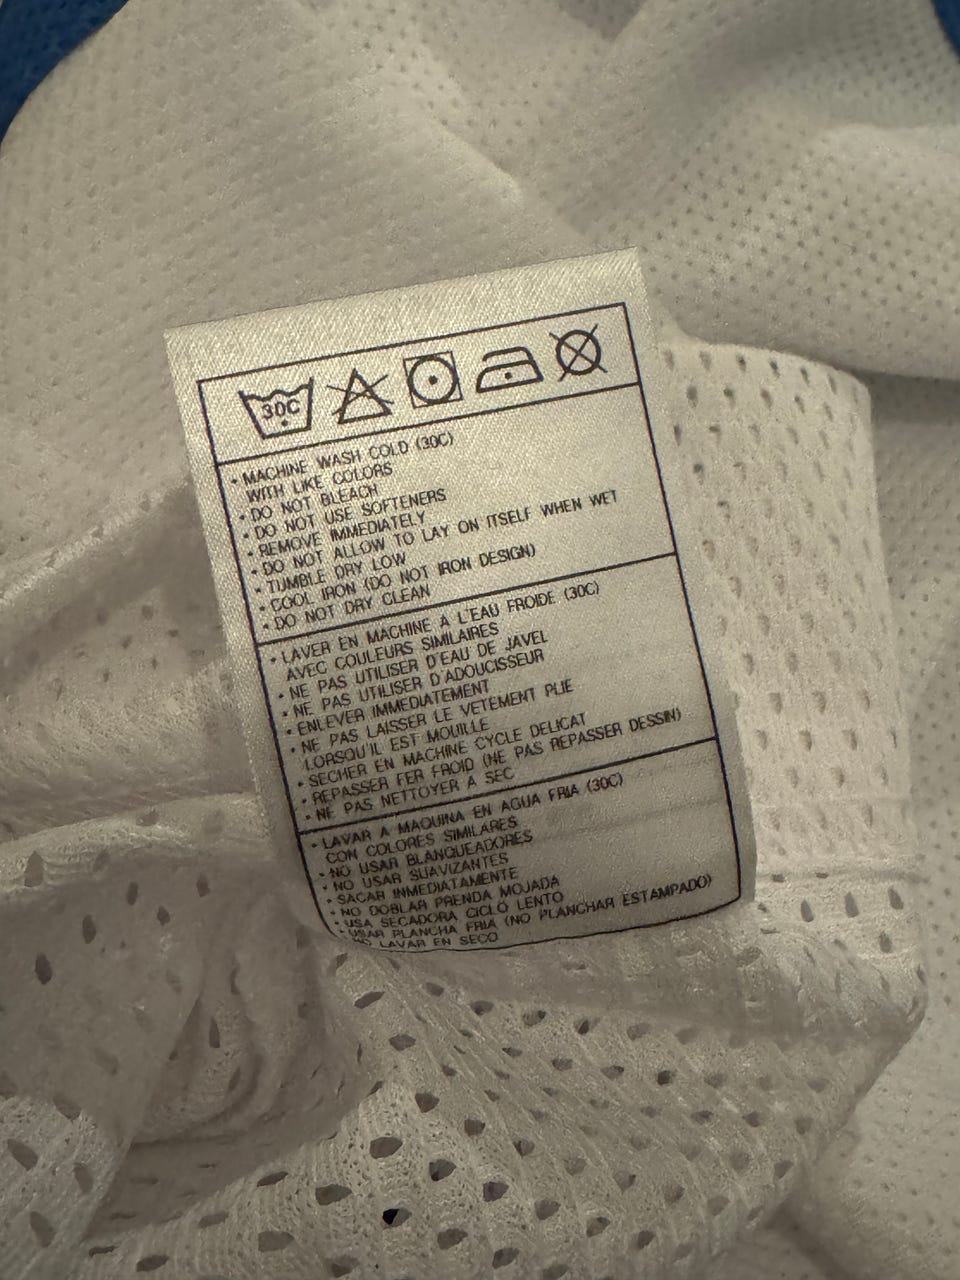 30C
• MACHINE WASH COLD (30C)
WITH LIKE COLORS
• DO NOT BLEACH
• DO NOT USE SOFTENERS
• REMOVE IMMEDIATELY
• DO NOT ALLOW TO LAY ON ITSELF WHEN WET
• TUMBLE DRY LOW
• COOL IRON (DO NOT IRON DESIGN)
• DO NOT DRY CLEAN
• LAVER EN MACHINE À L'EAU FROIDE (30C)
AVEC COULEURS SIMILAIRES
• NE PAS UTILISER D'EAU DE JAVEL
• NE PAS UTILISER D'ADOUCISSEUR
• ENLEVER IMMEDIATEMENT
• NE PAS LAISSER LE VETEMENT PLIE
LORSQU'IL EST MOUILLE
• SECHER EN MACHINE CYCLE DELICAT
• REPASSER FER FROID (NE PAS REPASSER DESSIN)
• NE PAS NETTOYER A SEC
• LAVAR A MAQUINA EN AGUA FRIA (30C)
CON COLORES SIMILARES
• NO USAR BLANQUEADORES
• NO USAR SUAVIZANTES
• SACAR INMEDIATAMENTE
• NO DOBLAR PRENDA MOJADA
• USA SECADORA CICLO LENTO
• USAR PLANCHA FRIA (NO PLANCHAR ESTAMPADO)
• NO LAVAR EN SECO